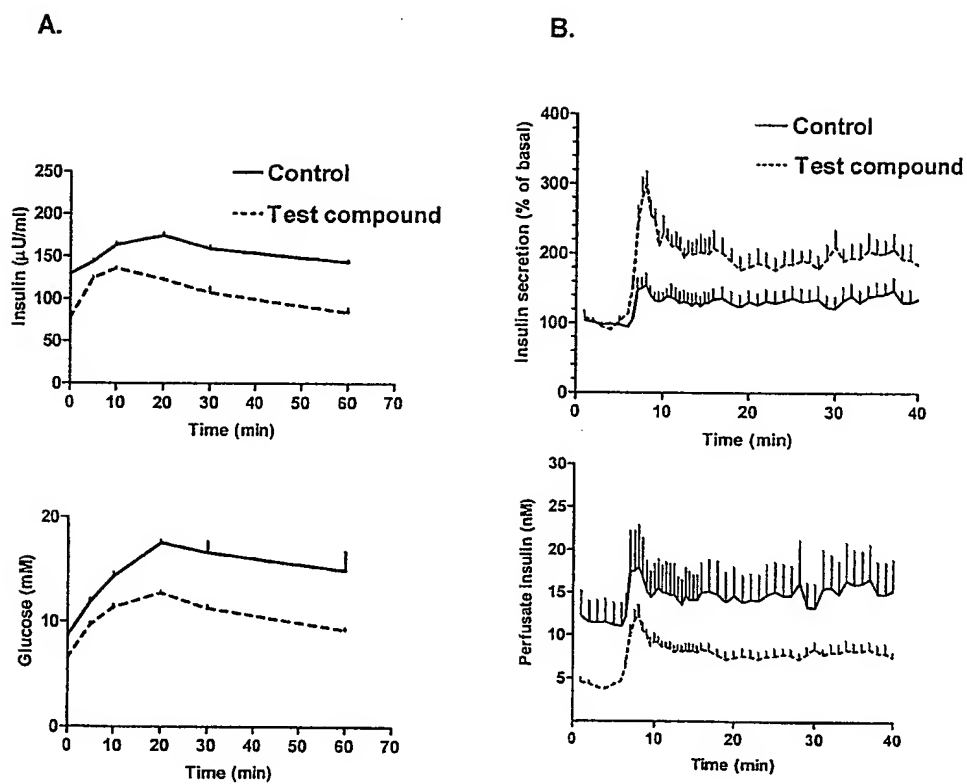 A.
Control
Test compound
Insulin (µU/ml)
250
200
150
100
50
0
0 10 20 30 40 50 60 70
Time (min)
Glucose (mM)
20
10
0
0 10 20 30 40 50 60 70
Time (min)
B.
Control
Test compound
Insulin secretion (% of basal)
400
300
200
100
0
0 10 20 30 40
Time (min)
Perfusate Insulin (nM)
30
25
20
15
10
5
0 10 20 30 40
Time (min)